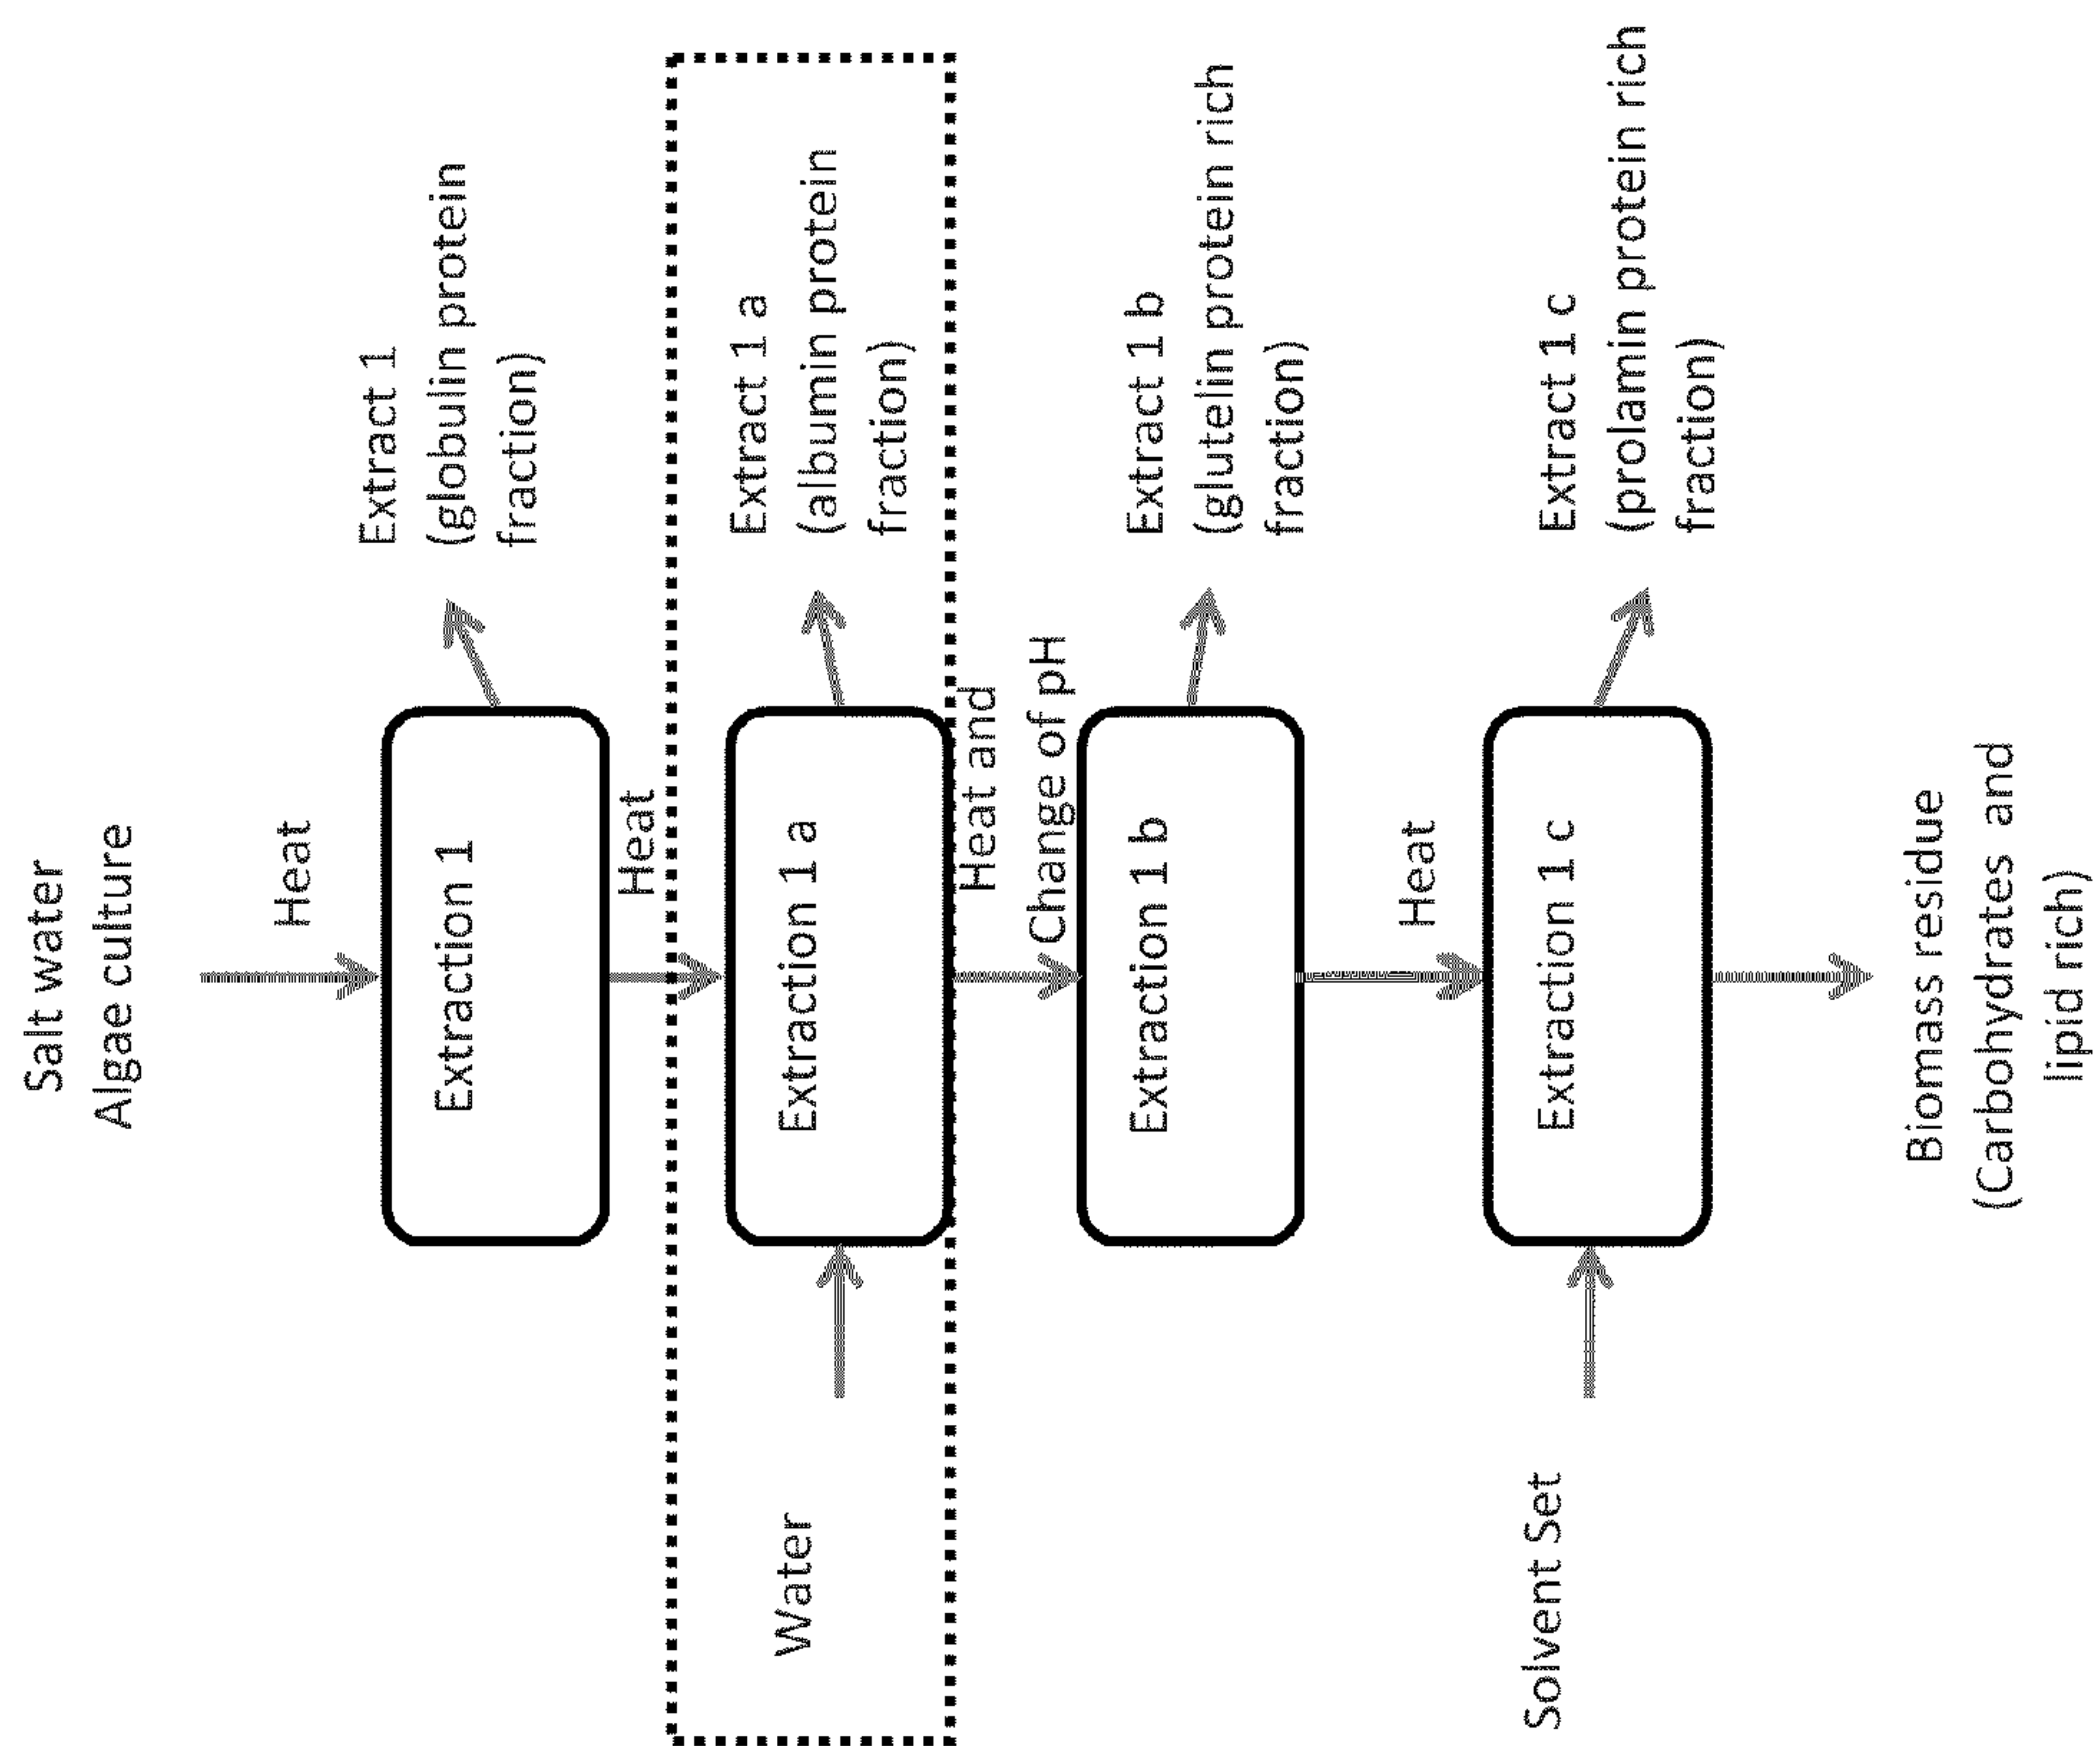 Salt water
Algae culture
Heat
Extraction 1
Extract 1
(globulin protein
fraction)
Heat
Water
Extraction 1 a
Extract 1 a
(albumin protein
fraction)
Heat and
Change of pH
Extraction 1 b
Extract 1 b
(glutelin protein rich
fraction)
Heat
Solvent Set
Extraction 1 c
Extract 1 c
(prolamin protein rich
fraction)
Biomass residue
(Carbohydrates and
lipid rich)